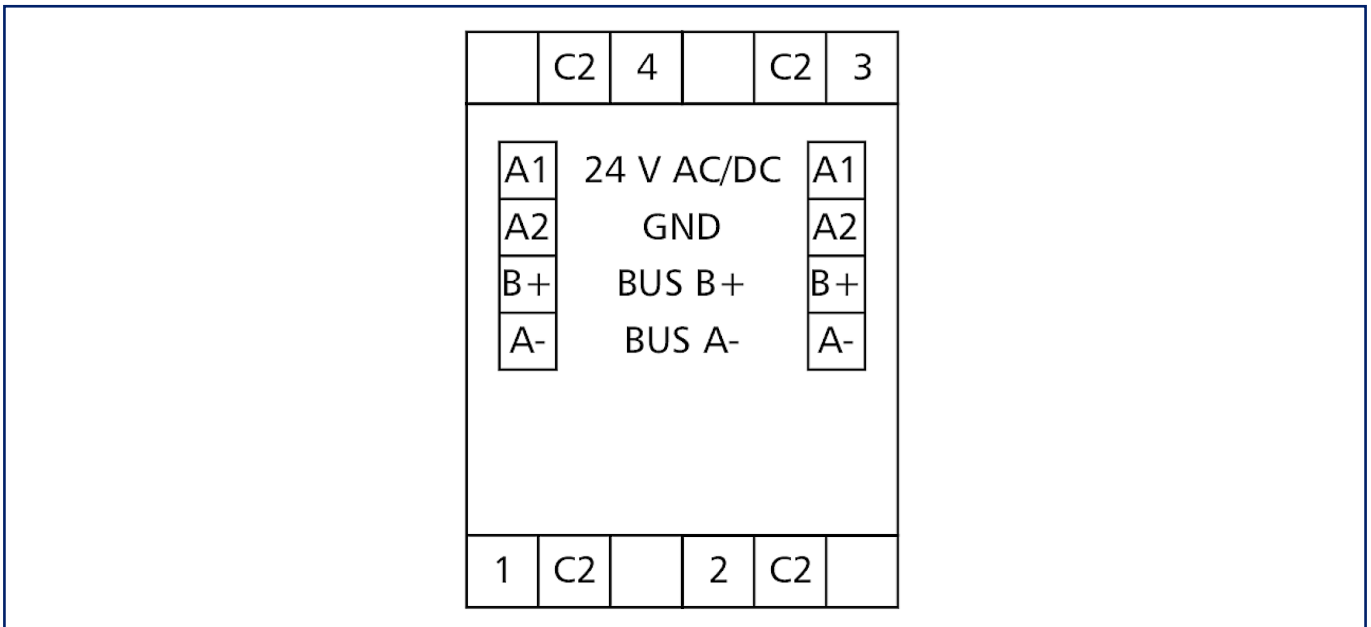 C2 4 C2 3
A1 24 V AC/DC A1
A2 GND A2
B+ BUS B+ B+
A- BUS A- A-
1 C2 2 C2